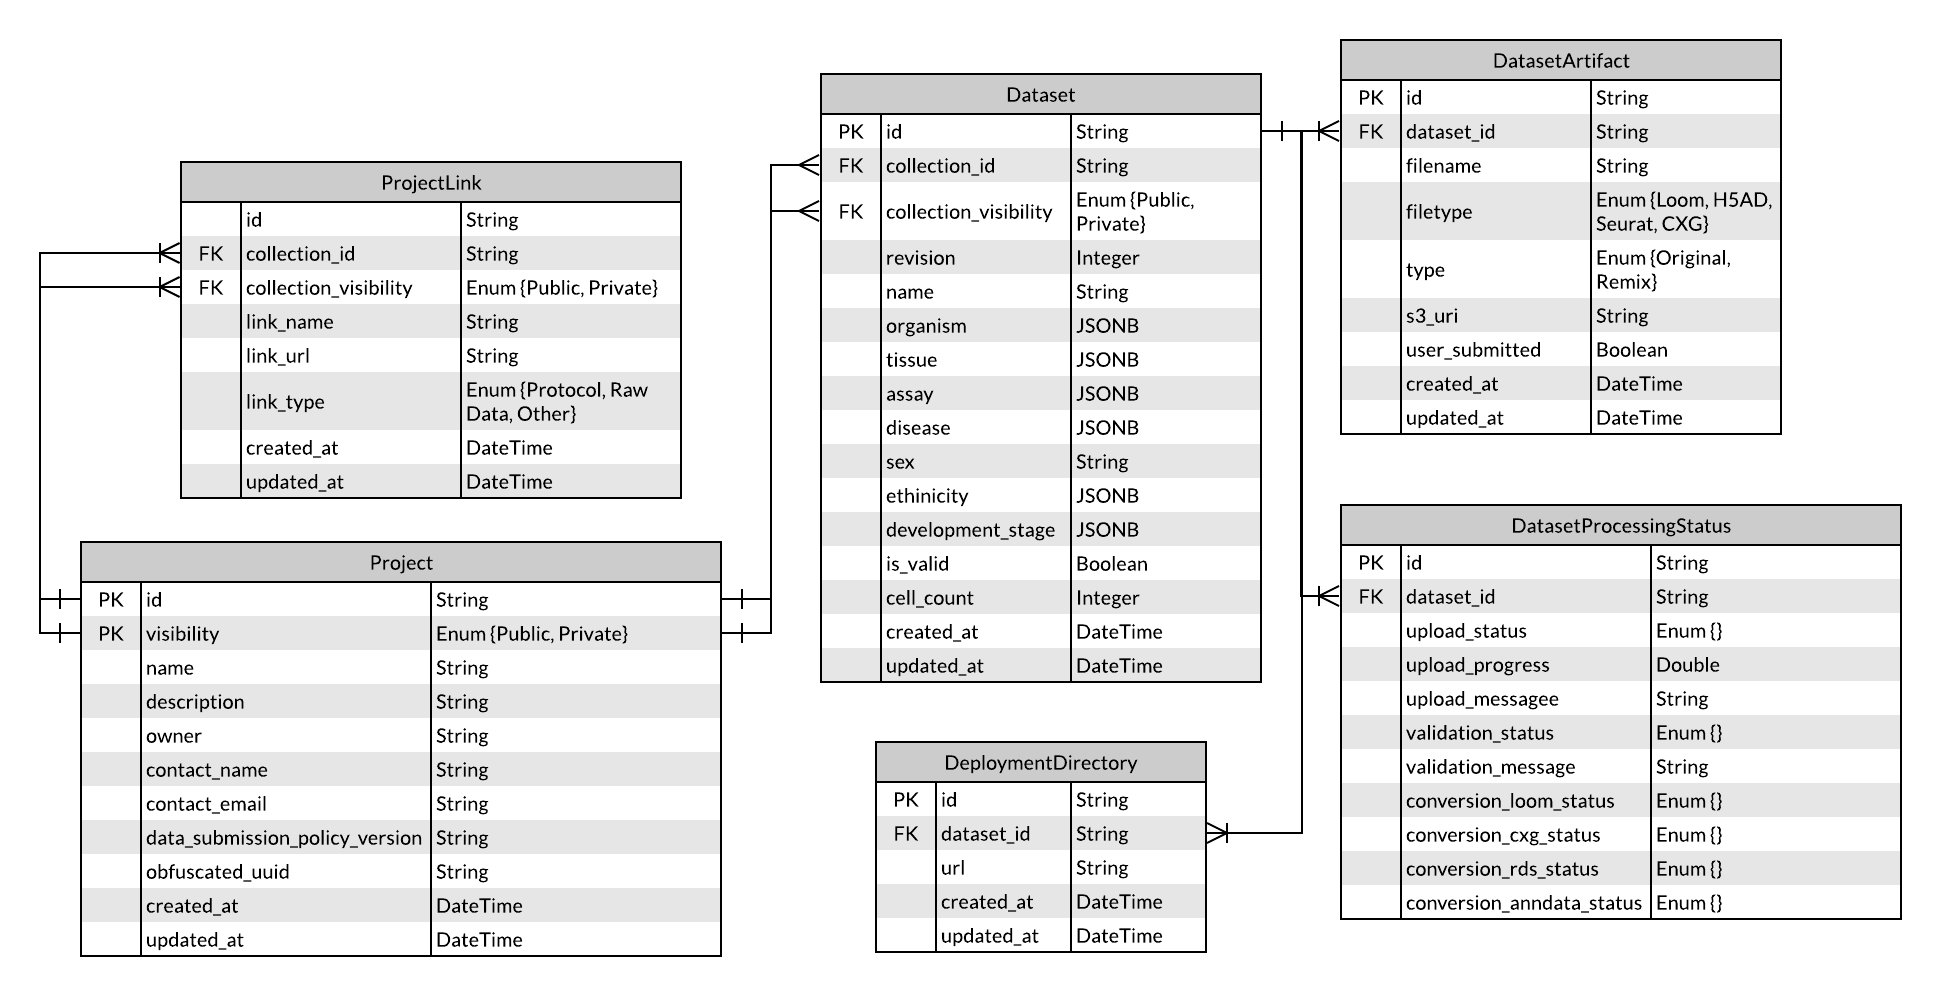 ProjectLink
id String
FK collection_id String
FK collection_visibility Enum {Public, Private}
link_name String
link_url String
link_type Enum {Protocol, Raw
Data, Other}
created_at DateTime
updated_at DateTime
Project
PK id String
PK visibility Enum {Public, Private}
name String
description String
owner String
contact_name String
contact_email String
data_submission_policy_version String
obfuscated_uuid String
created_at DateTime
updated_at DateTime
Dataset
PK id String
FK collection_id String
FK collection_visibility Enum {Public,
Private}
revision Integer
name String
organism JSONB
tissue JSONB
assay JSONB
disease JSONB
sex String
ethinicity JSONB
development_stage JSONB
is_valid Boolean
cell_count Integer
created_at DateTime
updated_at DateTime
DeploymentDirectory
PK id String
FK dataset_id String
url String
created_at DateTime
updated_at DateTime
DatasetArtifact
PK id String
FK dataset_id String
filename String
filetype Enum {Loom, H5AD,
Seurat, CXG}
type Enum {Original,
Remix}
s3_uri String
user_submitted Boolean
created_at DateTime
updated_at DateTime
DatasetProcessingStatus
PK id String
FK dataset_id String
upload_status Enum {}
upload_progress Double
upload_messagee String
validation_status Enum {}
validation_message String
conversion_loom_status Enum {}
conversion_cxg_status Enum {}
conversion_rds_status Enum {}
conversion_anndata_status Enum {}